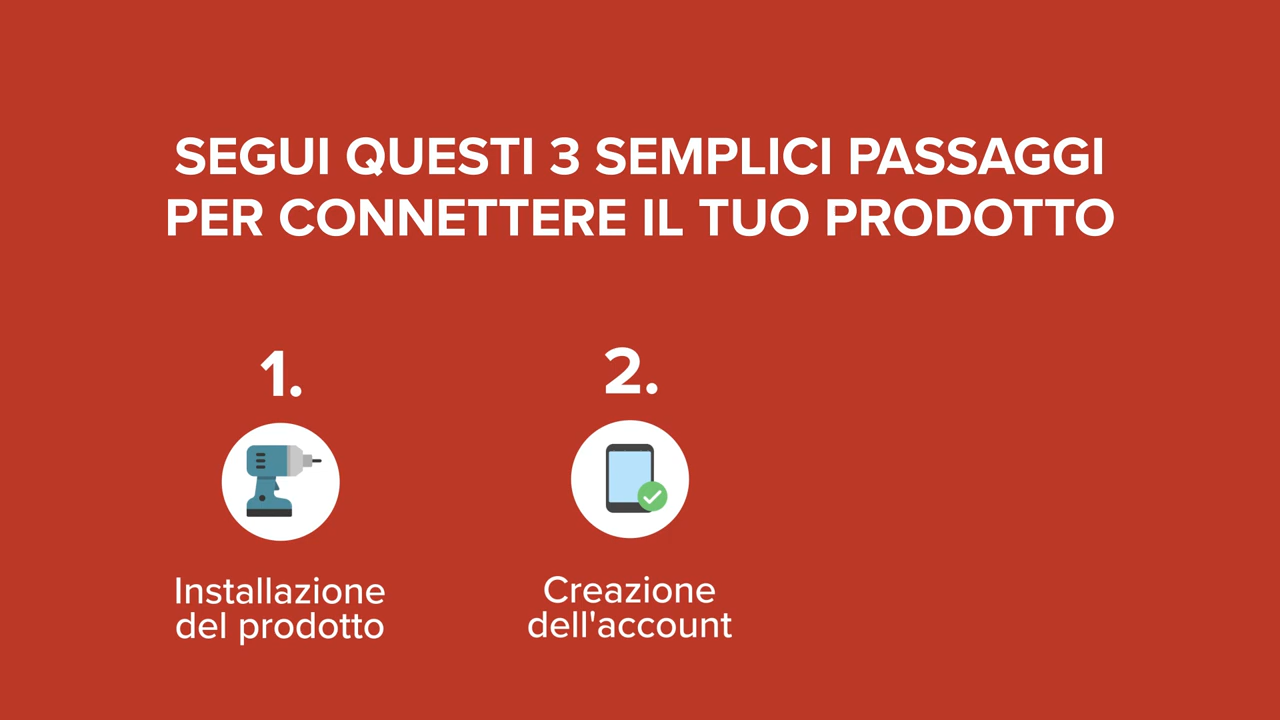 SEGUI QUESTI 3 SEMPLICI PASSAGGI
PER CONNETTERE IL TUO PRODOTTO
1.
Installazione
del prodotto
2.
Creazione
dell'account